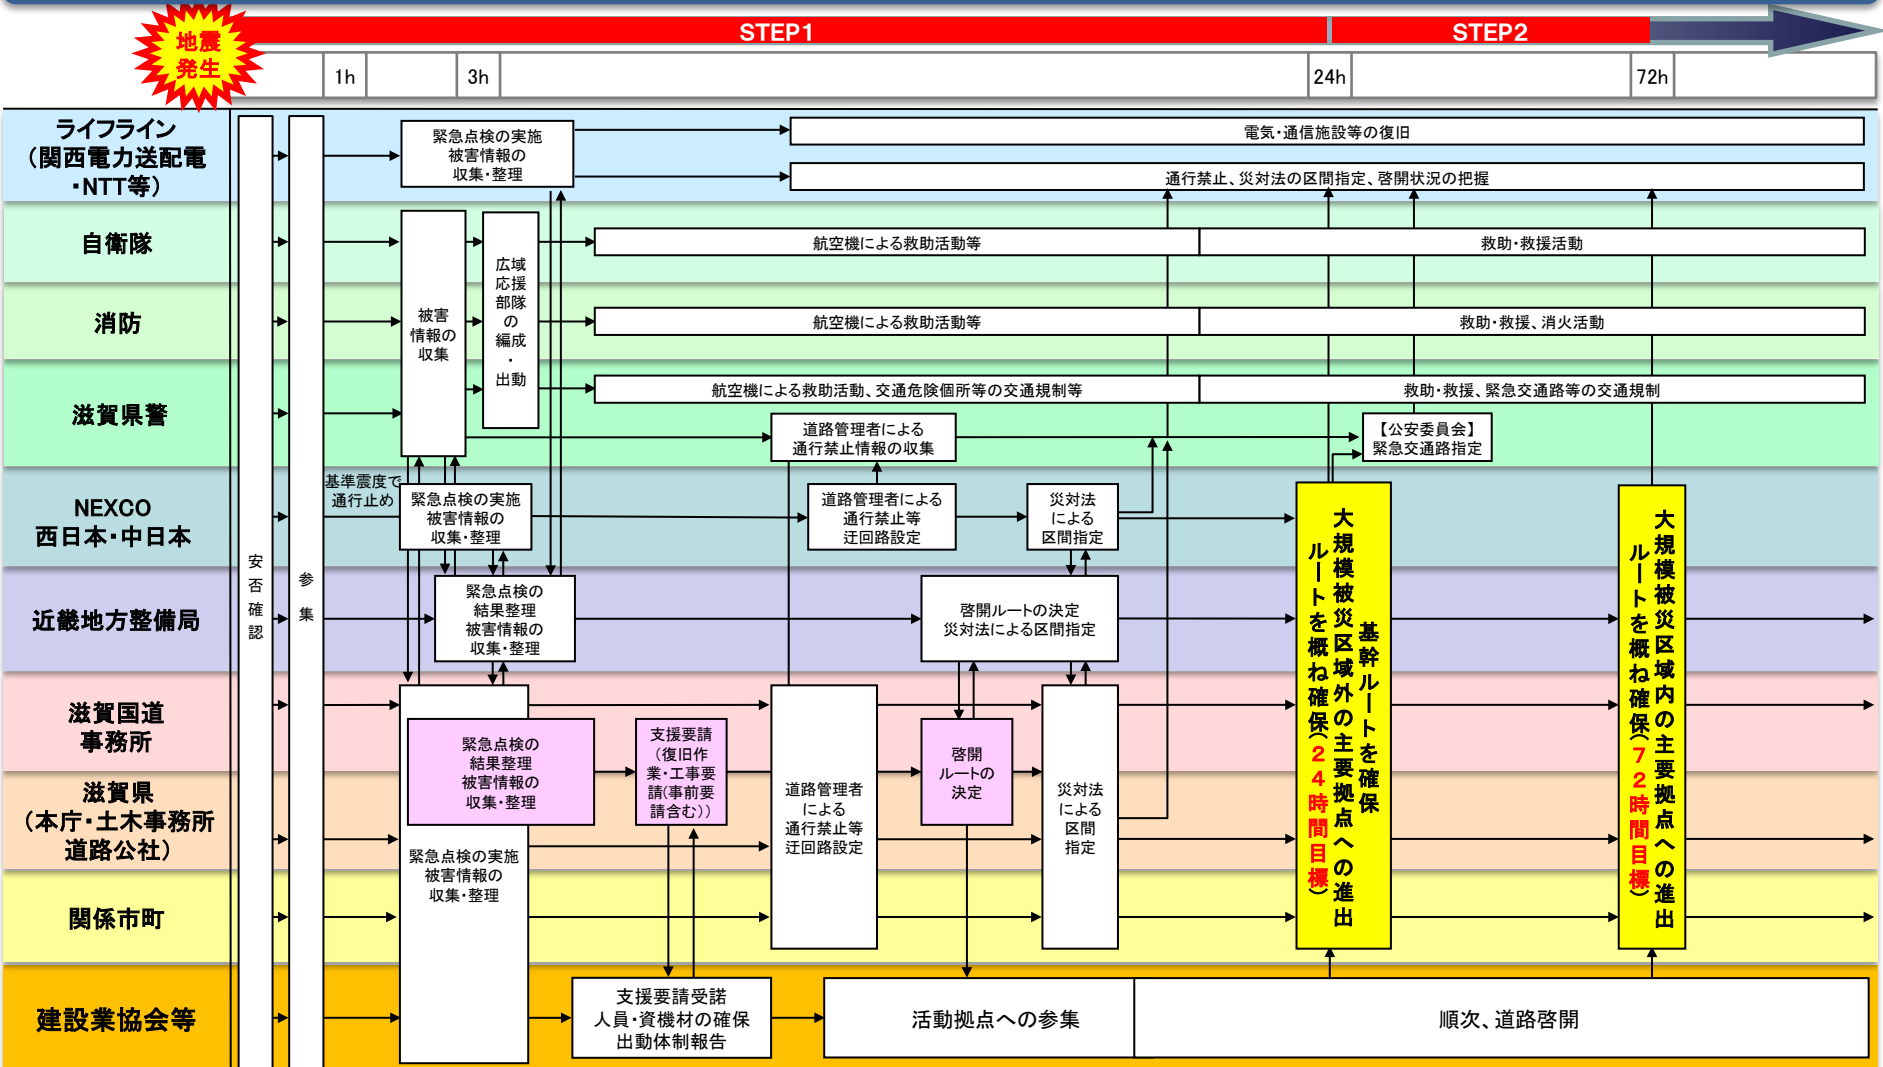 地震
発生
STEP1
STEP2
1h
3h
24h
72h
ライフライン
（関西電力送配電
・NTT等）
自衛隊
消防
滋賀県警
NEXCO
西日本・中日本
近畿地方整備局
滋賀国道
事務所
滋賀県
（本庁・土木事務所
道路公社）
関係市町
建設業協会等
安否確認
参集
緊急点検の実施
被害情報の
収集・整理
電気・通信施設等の復旧
通行禁止、災対法の区間指定、啓開状況の把握
被害
情報の
収集
広域
応援
部隊
の
編成
・
出動
航空機による救助活動等
救助・救援活動
航空機による救助活動等
救助・救援、消火活動
航空機による救助活動、交通危険個所等の交通規制等
救助・救援、緊急交通路等の交通規制
道路管理者による
通行禁止情報の収集
【公安委員会】
緊急交通路指定
基準震度で
通行止め
緊急点検の実施
被害情報の
収集・整理
道路管理者による
通行禁止等
迂回路設定
災対法
による
区間指定
緊急点検の
結果整理
被害情報の
収集・整理
啓開ルートの決定
災対法による区間指定
緊急点検の
結果整理
被害情報の
収集・整理
支援要請
（復旧作
業・工事要
請（事前要
請含む））
啓開
ルートの
決定
緊急点検の実施
被害情報の
収集・整理
道路管理者
による
通行禁止等
迂回路設定
災対法
による
区間
指定
基幹ルートを確保
大規模被災区域外の主要拠点への進出
ルートを概ね確保（２４時間目標）
大規模被災区域内の主要拠点への進出
ルートを概ね確保（７２時間目標）
支援要請受諾
人員・資機材の確保
出動体制報告
活動拠点への参集
順次、道路啓開